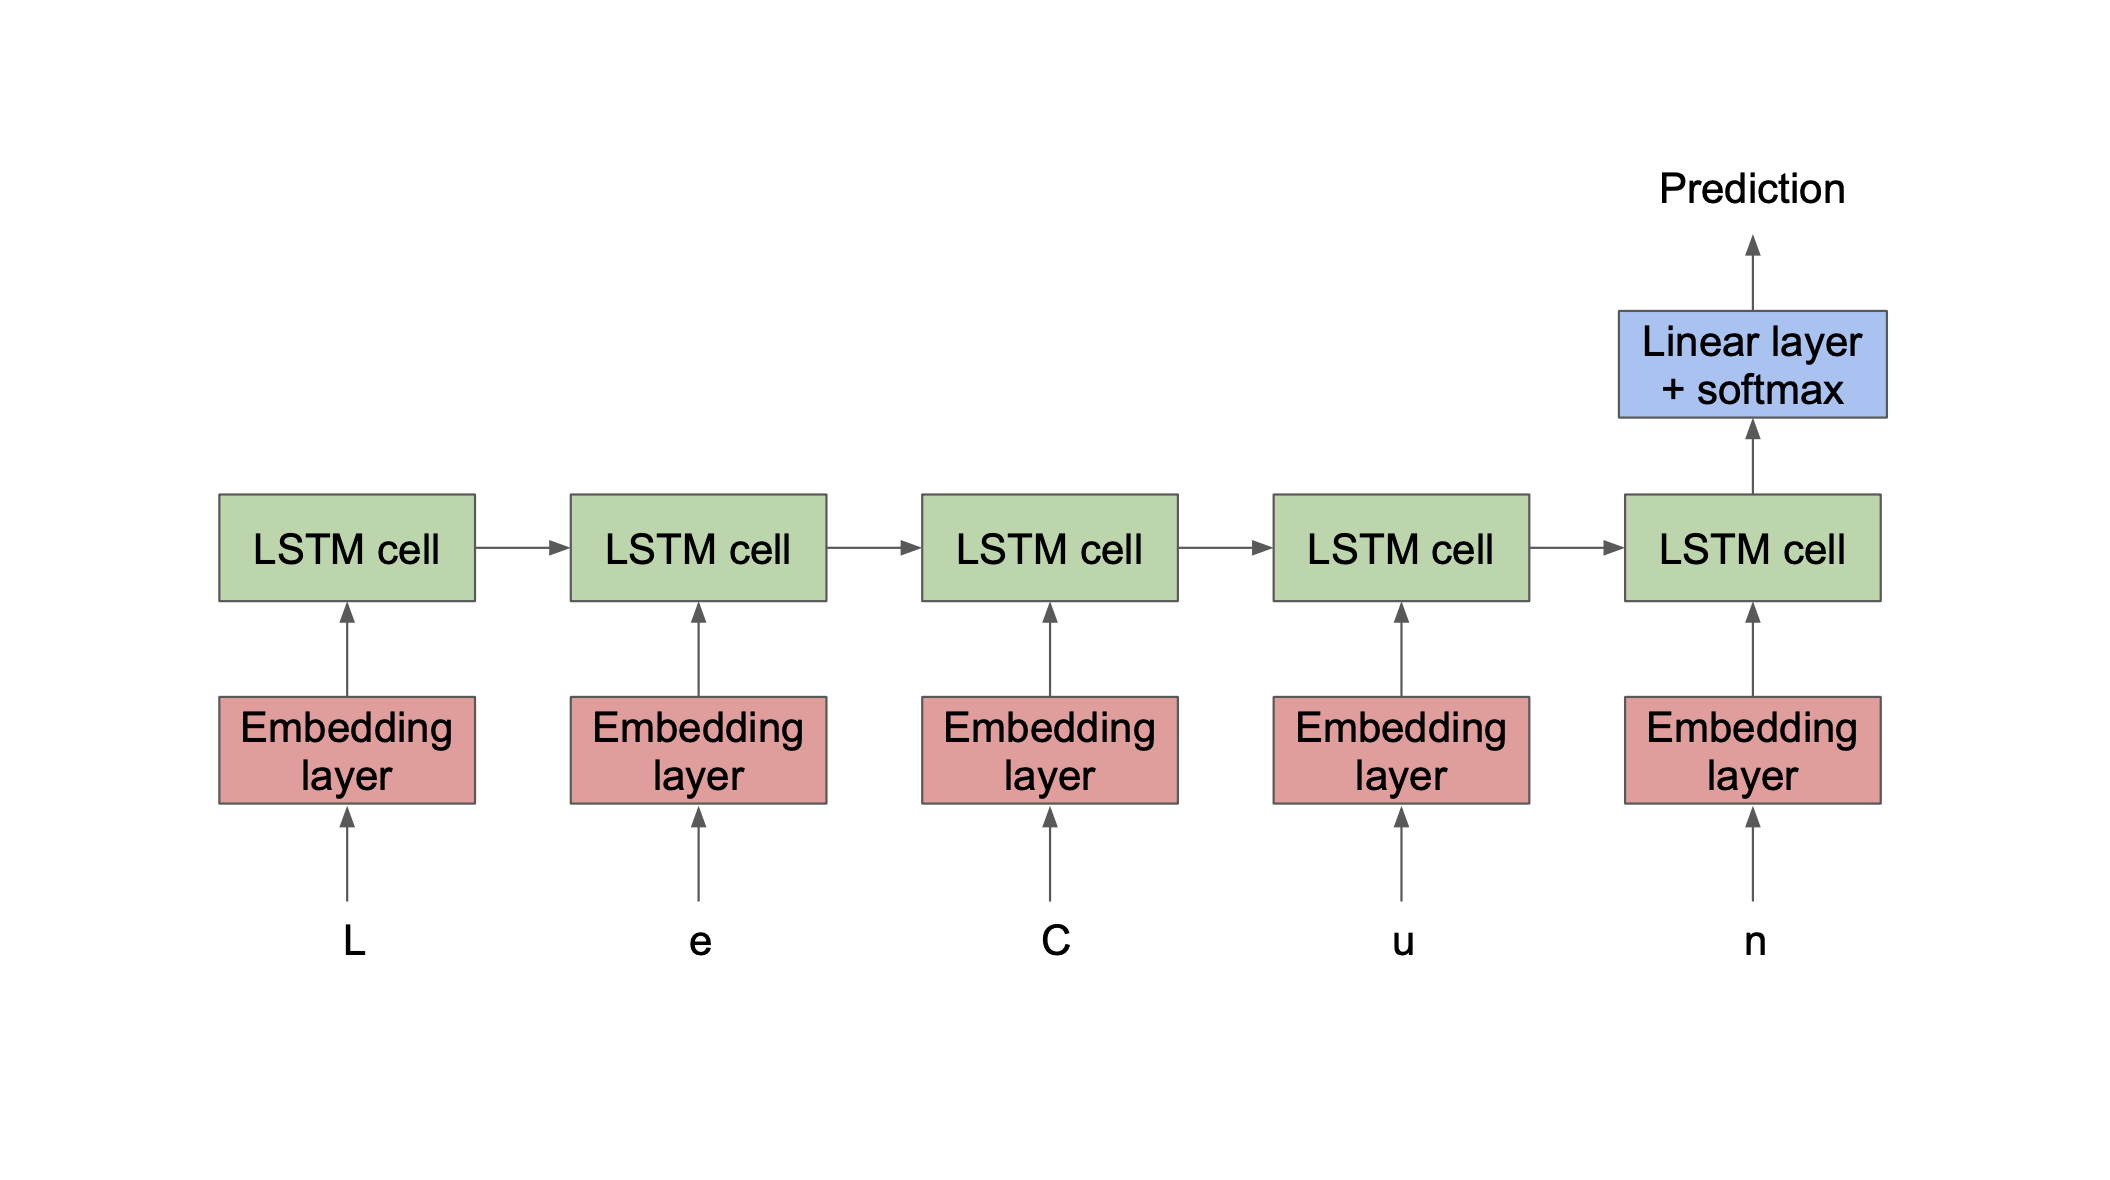 Prediction
Linear layer
+ softmax
LSTM cell
LSTM cell
LSTM cell
LSTM cell
LSTM cell
Embedding
layer
Embedding
layer
Embedding
layer
Embedding
layer
Embedding
layer
L
e
C
u
n